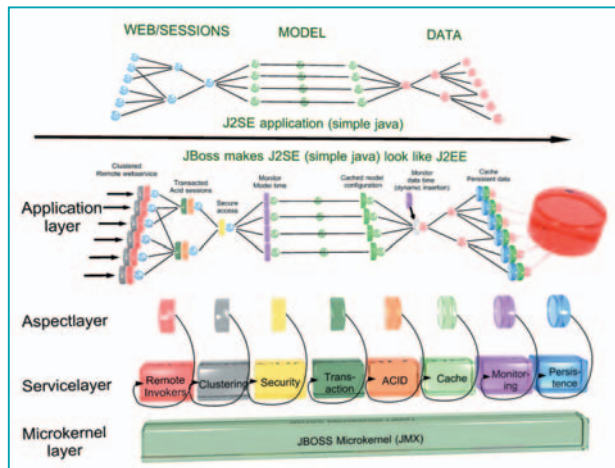 WEB/SESSIONS MODEL DATA
J2SE application (simple java)
JBoss makes J2SE (simple java) look like J2EE
Clustered
Remote webservice
Transacted
Acid sessions
Secure
access
Monitor
Model time
Cached model
configuration
Monitor
data time
(dynamic insertion)
Cache
Persistent data
Application
layer
Aspectlayer
Servicelayer
Remote
Invokers
Clustering
Security
Trans-
action
ACID
Cache
Monitor-
ing
Persis-
tence
Microkernel
layer
JBOSS Microkernel (JMX)